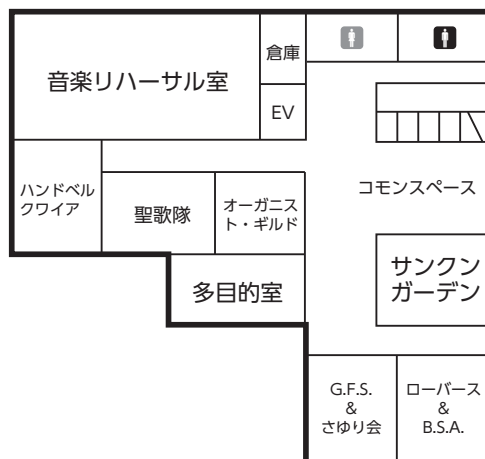 音楽リハーサル室
倉庫
EV
ハンドベル
クワイア
聖歌隊
オーガニス
ト・ギルド
コモンスペース
多目的室
サンクン
ガーデン
G.F.S.
&
さゆり会
ローバース
&
B.S.A.